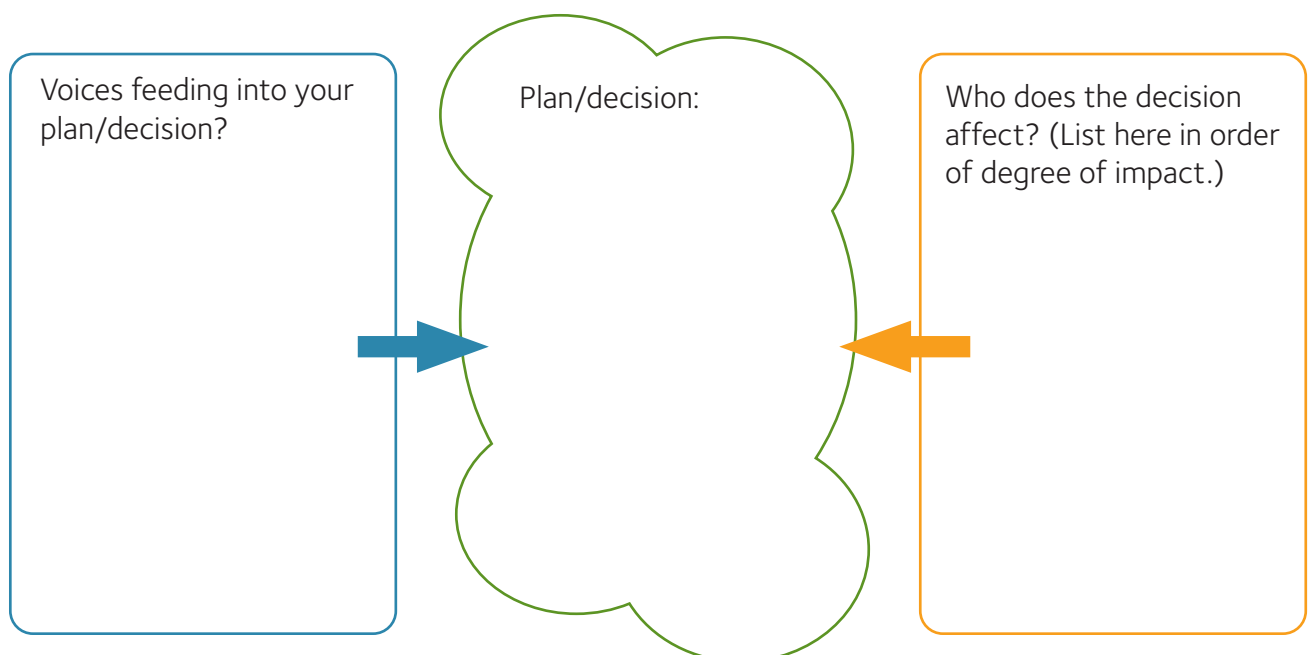 Voices feeding into your
plan/decision?
Plan/decision:
Who does the decision
affect? (List here in order
of degree of impact.)